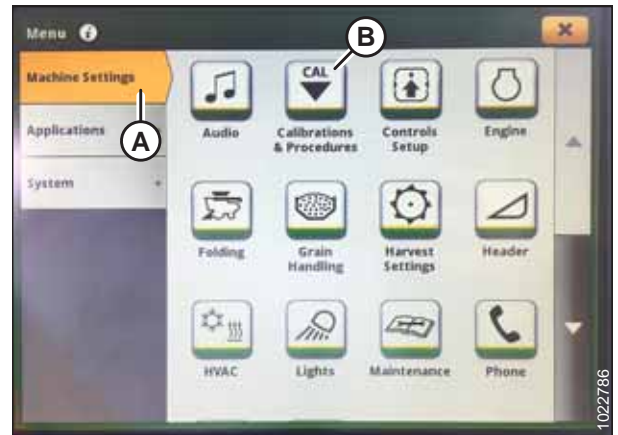 Menu i
B
Machine Settings
A
Applications
System
CAL
Audio
Calibrations
& Procedures
Controls
Setup
Engine
Folding
Grain
Handling
Harvest
Settings
Header
HVAC
Lights
Maintenance
Phone
1022786